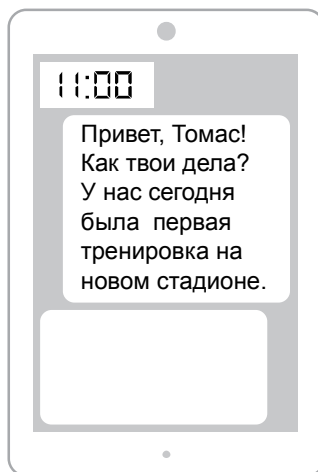 11:00
Привет, Томас!
Как твои дела?
У нас сегодня
была первая
тренировка на
новом стадионе.